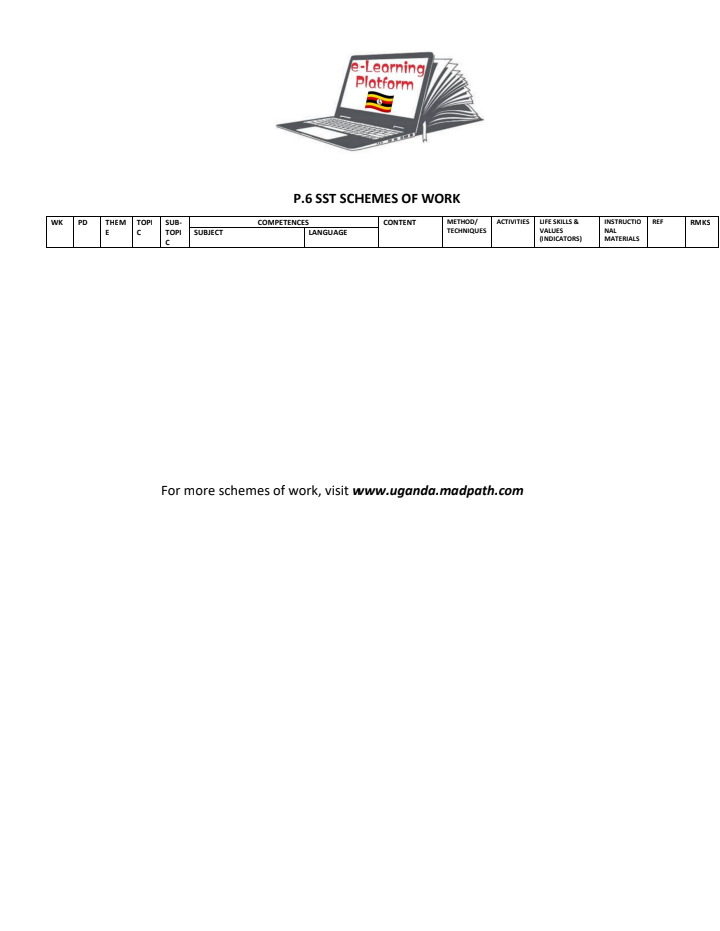 e-Learning
Platform
P.6 SST SCHEMES OF WORK
WK PD THEM TOPI SUB- COMPETENCES CONTENT METHOD/ ACTIVITIES LIFE SKILLS & INSTRUCTIO REF RMKS
E C TOPI SUBJECT LANGUAGE TECHNIQUES VALUES NAL
C (INDICATORS) MATERIALS
For more schemes of work, visit www.uganda.madpath.com